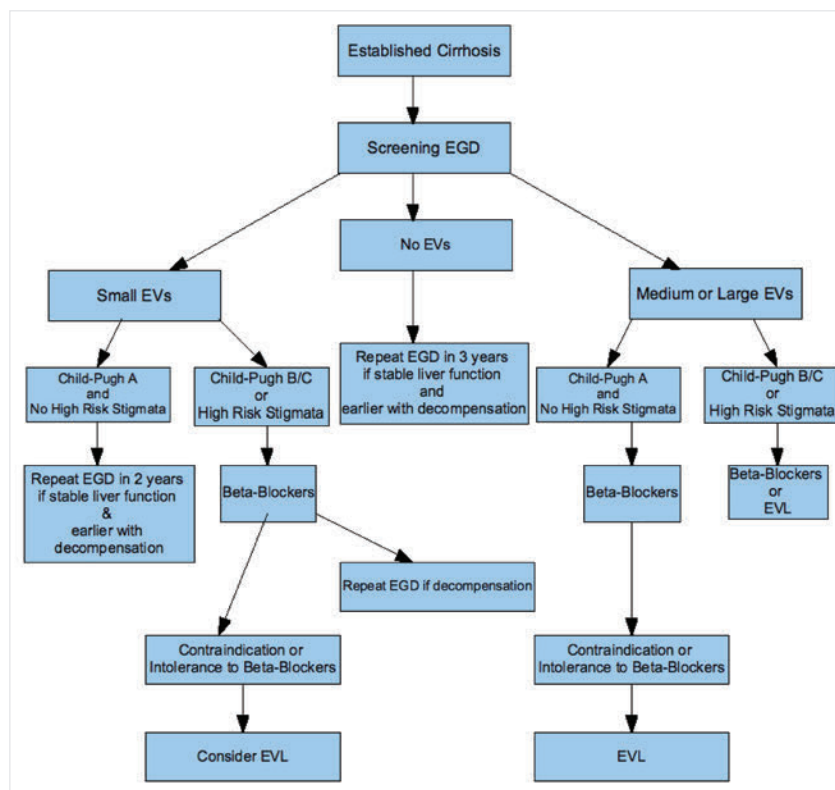 Established Cirrhosis
Screening EGD
No EVs
Small EVs
Medium or Large EVs
Repeat EGD in 3 years
if stable liver function
and
earlier with decompensation
Child-Pugh A
and
No High Risk Stigmata
Child-Pugh B/C
or
High Risk Stigmata
Child-Pugh A
and
No High Risk Stigmata
Child-Pugh B/C
or
High Risk Stigmata
Repeat EGD in 2 years
if stable liver function
&
earlier with
decompensation
Beta-Blockers
Beta-Blockers
Beta-Blockers
or
EVL
Repeat EGD if decompensation
Contraindication or
Intolerance to Beta-Blockers
Contraindication or
Intolerance to Beta-Blockers
Consider EVL
EVL